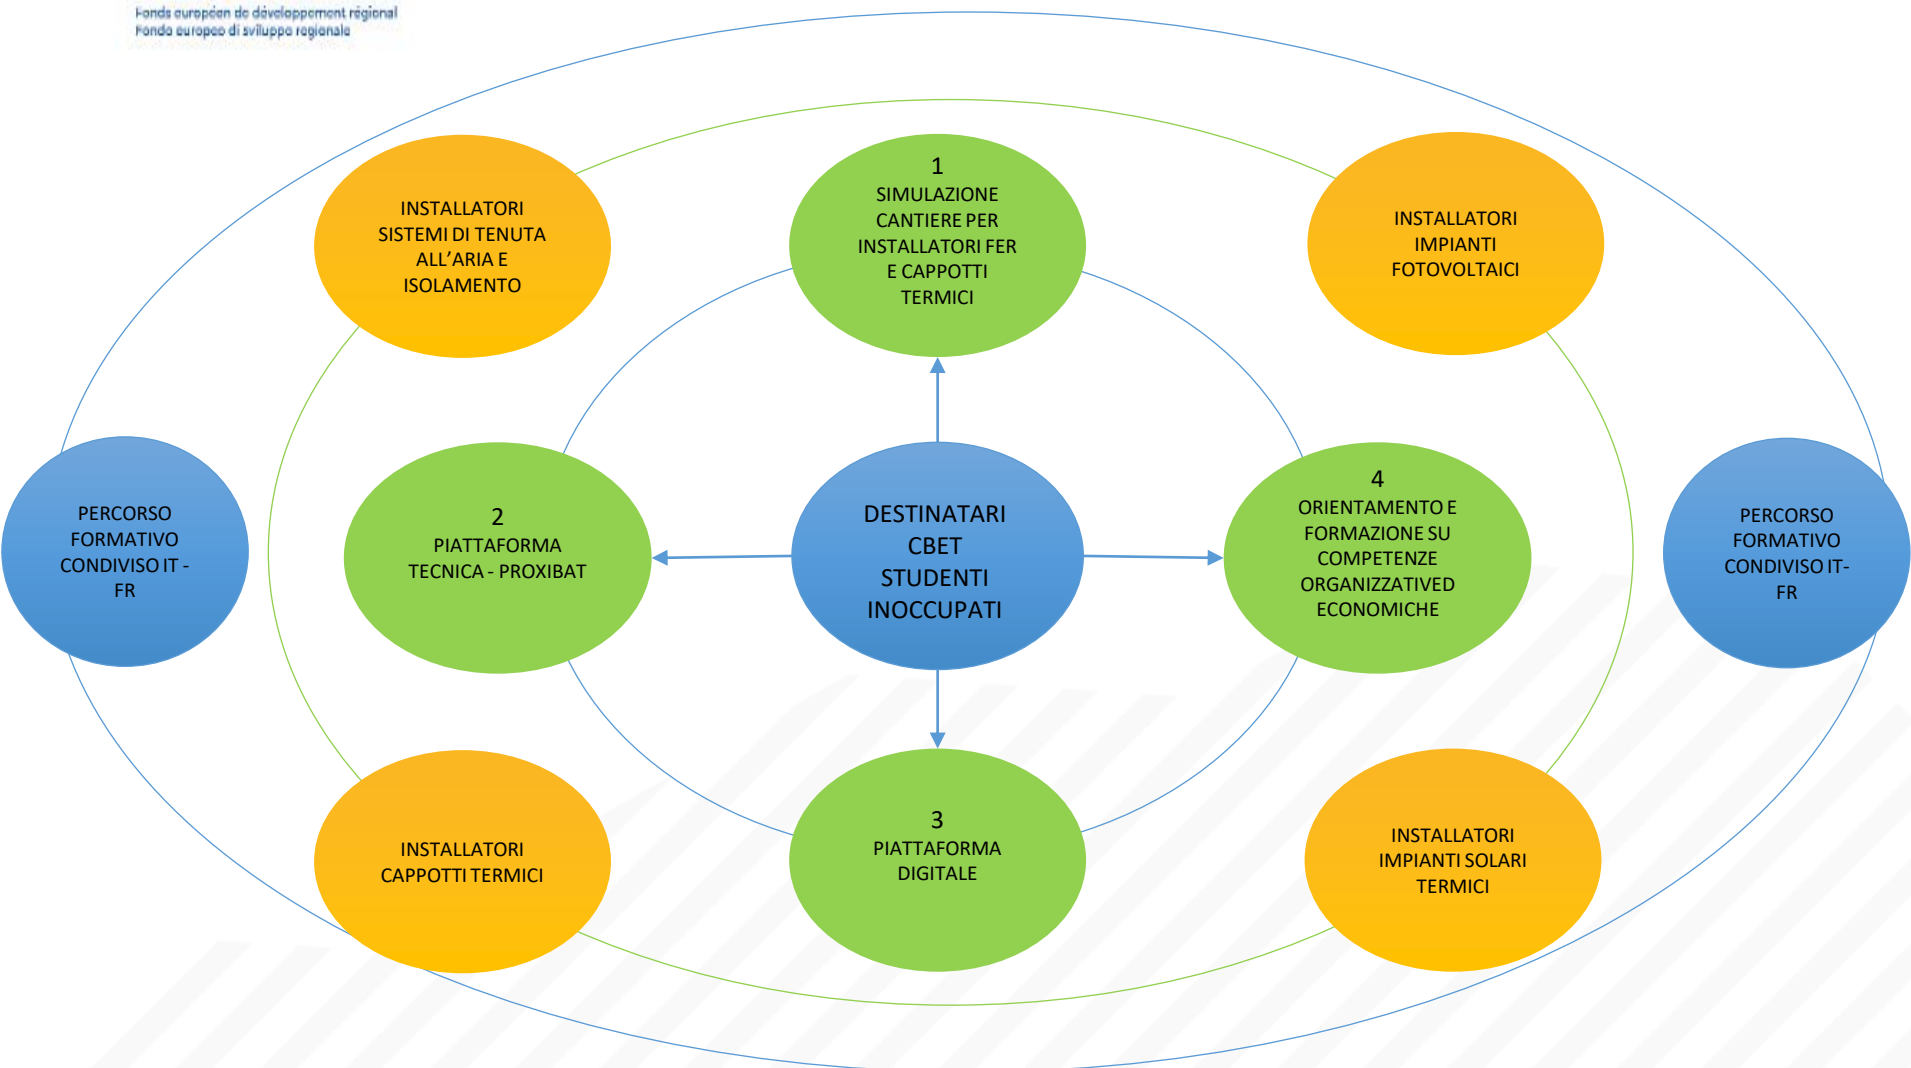 Fonds européen de développement régional
Fondo europeo di sviluppo regionale
1
SIMULAZIONE
CANTIERE PER
INSTALLATORI FER
E CAPPOTTI
TERMICI
INSTALLATORI
SISTEMI DI TENUTA
ALL’ARIA E
ISOLAMENTO
INSTALLATORI
IMPIANTI
FOTOVOLTAICI
PERCORSO
FORMATIVO
CONDIVISO IT -
FR
2
PIATTAFORMA
TECNICA - PROXIBAT
DESTINATARI
CBET
STUDENTI
INOCCUPATI
4
ORIENTAMENTO E
FORMAZIONE SU
COMPETENZE
ORGANIZZATIVED
ECONOMICHE
PERCORSO
FORMATIVO
CONDIVISO IT-
FR
INSTALLATORI
CAPPOTTI TERMICI
3
PIATTAFORMA
DIGITALE
INSTALLATORI
IMPIANTI SOLARI
TERMICI